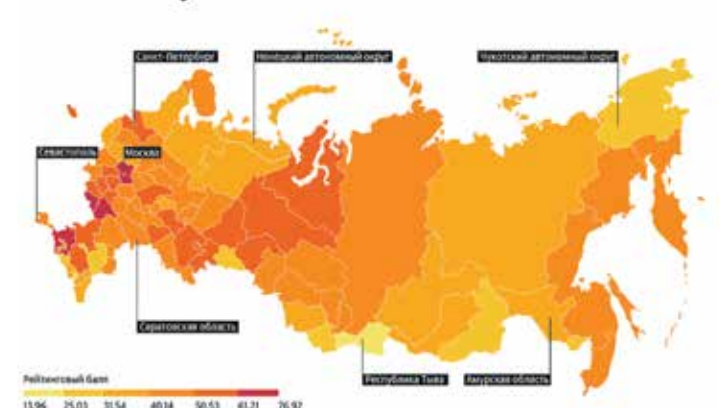 Санкт-Петербург
Ненецкий автономный округ
Чукотский автономный округ
Севастополь
Москва
Саратовская область
Республика Тыва
Амурская область
Рейтинговый балл
13,96 25,03 31,54 40,14 50,53 61,21 76,92